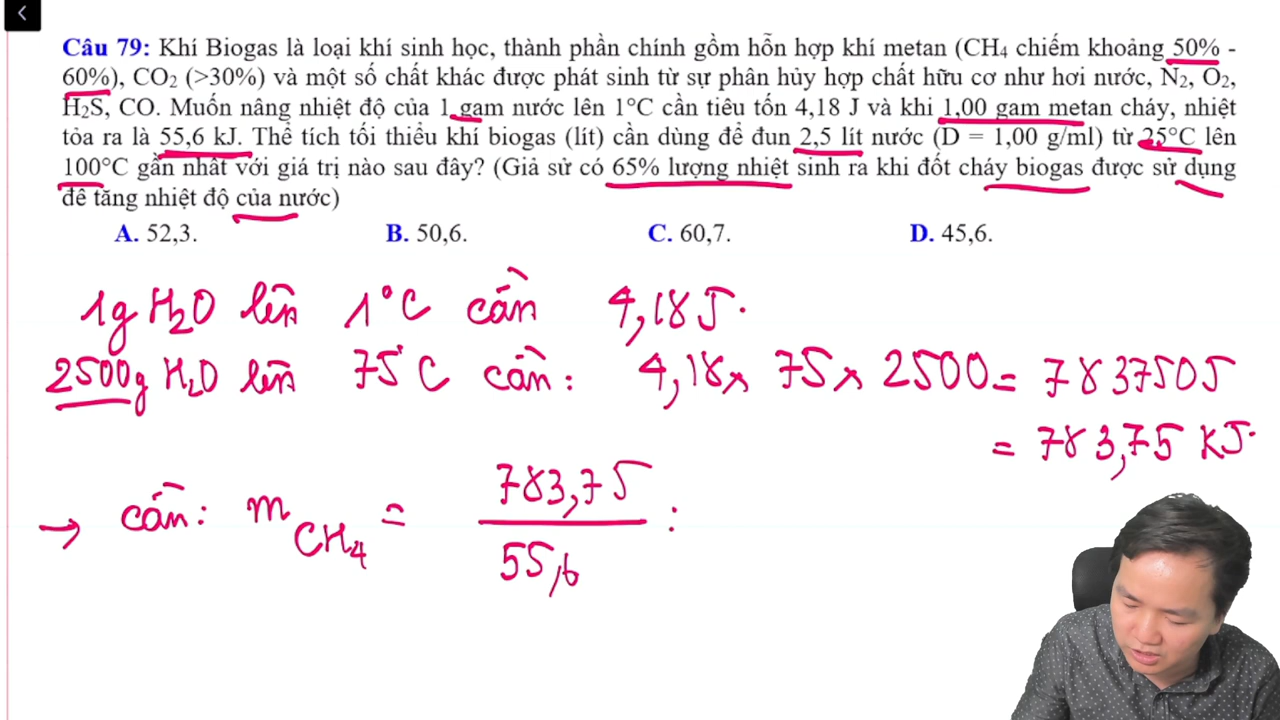 Câu 79: Khí Biogas là loại khí sinh học, thành phần chính gồm hỗn hợp khí metan (CH4 chiếm khoảng 50% -
60%), CO2 (>30%) và một số chất khác được phát sinh từ sự phân hủy hợp chất hữu cơ như hơi nước, N2, O2,
H2S, CO. Muốn nâng nhiệt độ của 1 gam nước lên 1°C cần tiêu tốn 4,18 J và khi 1,00 gam metan cháy, nhiệt
tỏa ra là 55,6 kJ. Thể tích tối thiểu khí biogas (lít) cần dùng để đun 2,5 lít nước (D = 1,00 g/ml) từ 25°C lên
100°C gần nhất với giá trị nào sau đây? (Giả sử có 65% lượng nhiệt sinh ra khi đốt cháy biogas được sử dụng
để tăng nhiệt độ của nước)
A. 52,3. B. 50,6. C. 60,7. D. 45,6.
1g H2O lên 1°C cần 4,18J.
2500g H2O lên 75°C cần: 4,18 x 75 x 2500 = 783750J
= 783,75 KJ.
→ cần: mCH4 = 783,75 / 55,6 :